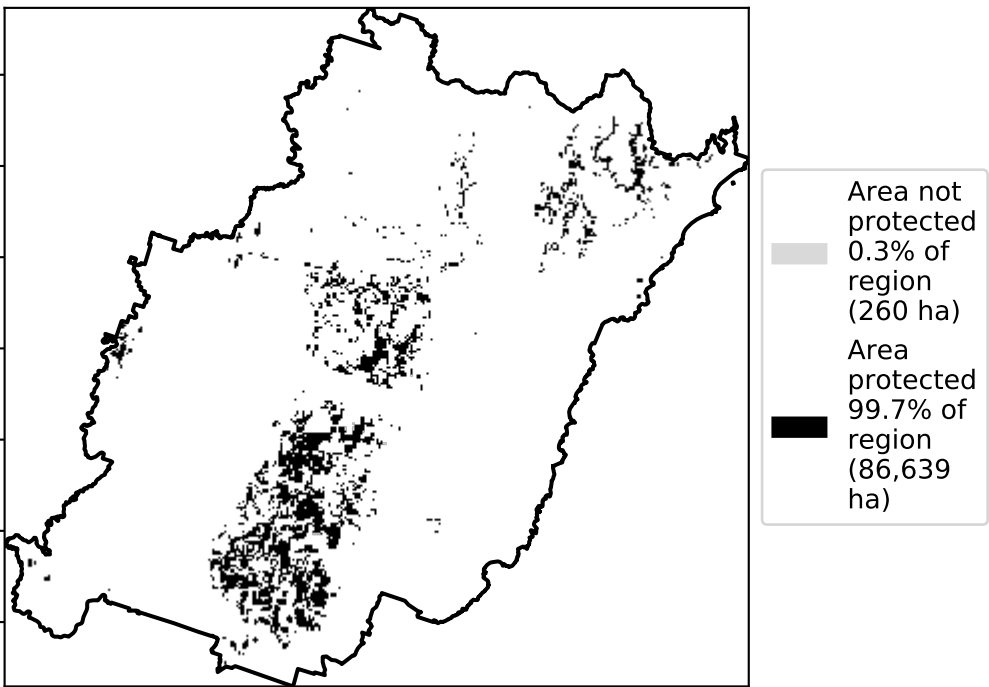 Area not
protected
0.3% of
region
(260 ha)
Area
protected
99.7% of
region
(86,639
ha)